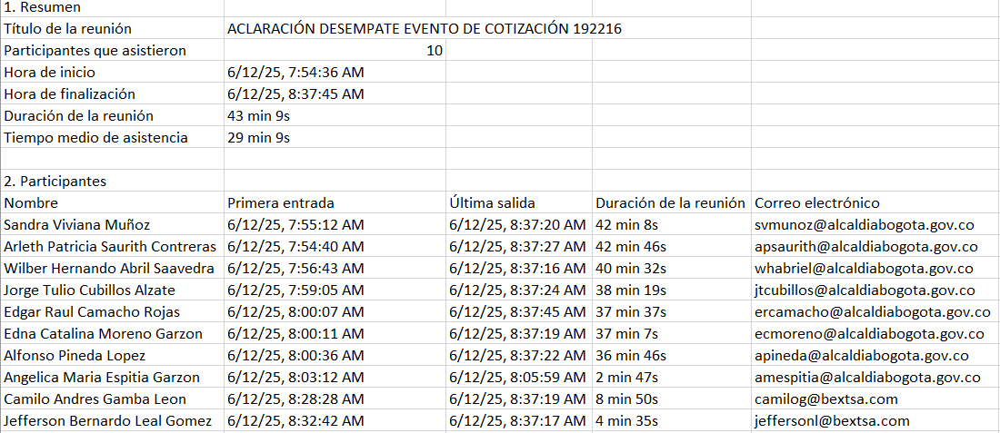 1. Resumen
Título de la reunión ACLARACIÓN DESEMPATE EVENTO DE COTIZACIÓN 192216
Participantes que asistieron 10
Hora de inicio 6/12/25, 7:54:36 AM
Hora de finalización 6/12/25, 8:37:45 AM
Duración de la reunión 43 min 9s
Tiempo medio de asistencia 29 min 9s
2. Participantes
Nombre Primera entrada Última salida Duración de la reunión Correo electrónico
Sandra Viviana Muñoz 6/12/25, 7:55:12 AM 6/12/25, 8:37:20 AM 42 min 8s svmunoz@alcaldiabogota.gov.co
Arleth Patricia Saurith Contreras 6/12/25, 7:54:40 AM 6/12/25, 8:37:27 AM 42 min 46s apsaurith@alcaldiabogota.gov.co
Wilber Hernando Abril Saavedra 6/12/25, 7:56:43 AM 6/12/25, 8:37:16 AM 40 min 32s whabriel@alcaldiabogota.gov.co
Jorge Tulio Cubillos Alzate 6/12/25, 7:59:05 AM 6/12/25, 8:37:24 AM 38 min 19s jtcubillos@alcaldiabogota.gov.co
Edgar Raul Camacho Rojas 6/12/25, 8:00:07 AM 6/12/25, 8:37:45 AM 37 min 37s ercamacho@alcaldiabogota.gov.co
Edna Catalina Moreno Garzon 6/12/25, 8:00:11 AM 6/12/25, 8:37:19 AM 37 min 7s ecmoreno@alcaldiabogota.gov.co
Alfonso Pineda Lopez 6/12/25, 8:00:36 AM 6/12/25, 8:37:22 AM 36 min 46s apineda@alcaldiabogota.gov.co
Angelica Maria Espitia Garzon 6/12/25, 8:03:12 AM 6/12/25, 8:05:59 AM 2 min 47s amespitia@alcaldiabogota.gov.co
Camilo Andres Gamba Leon 6/12/25, 8:28:28 AM 6/12/25, 8:37:19 AM 8 min 50s camilog@bextsa.com
Jefferson Bernardo Leal Gomez 6/12/25, 8:32:42 AM 6/12/25, 8:37:17 AM 4 min 35s jeffersonl@bextsa.com